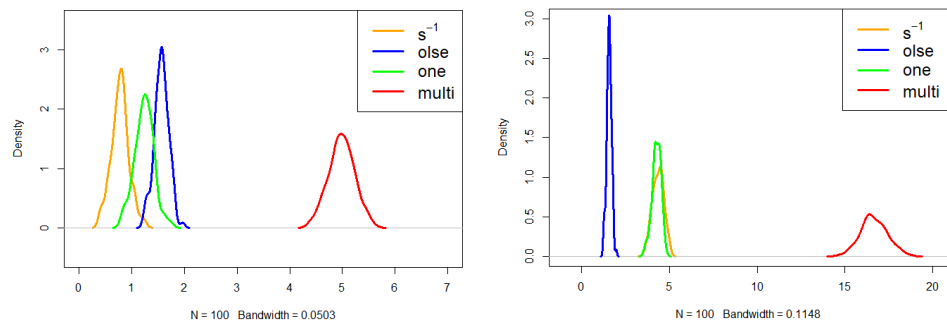 s⁻¹
olse
one
multi
Density
0
1
2
3
0 1 2 3 4 5 6 7
N = 100 Bandwidth = 0.0503
s⁻¹
olse
one
multi
Density
0.0
0.5
1.0
1.5
2.0
2.5
3.0
0 5 10 15 20
N = 100 Bandwidth = 0.1148